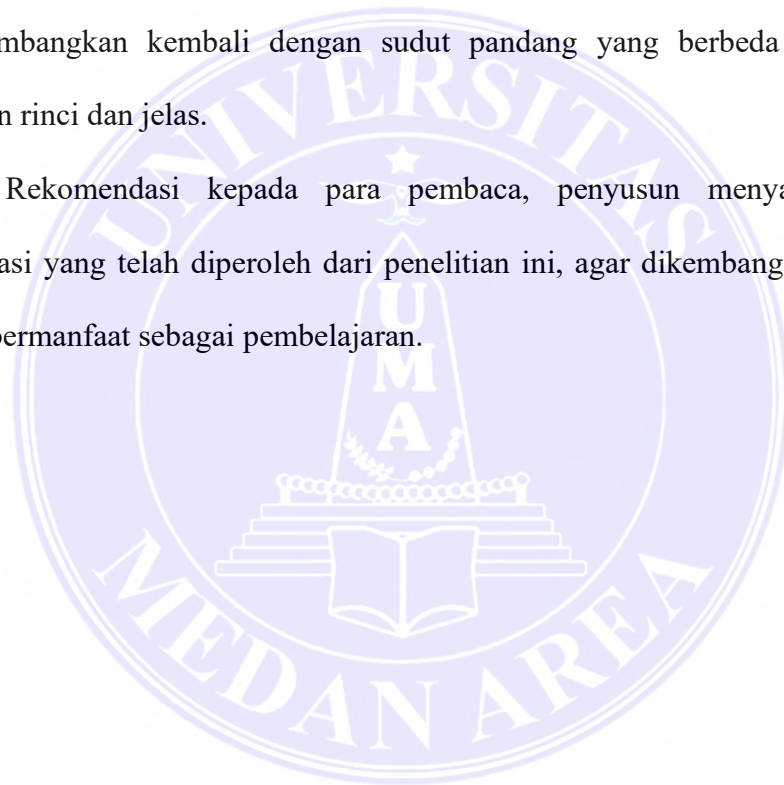 mbangkan kembali dengan sudut pandang yang berbeda
n rinci dan jelas.
Rekomendasi kepada para pembaca, penyusun menya
asi yang telah diperoleh dari penelitian ini, agar dikembang
bermanfaat sebagai pembelajaran.
UNIVERSITAS
U
M
A
MEDAN AREA